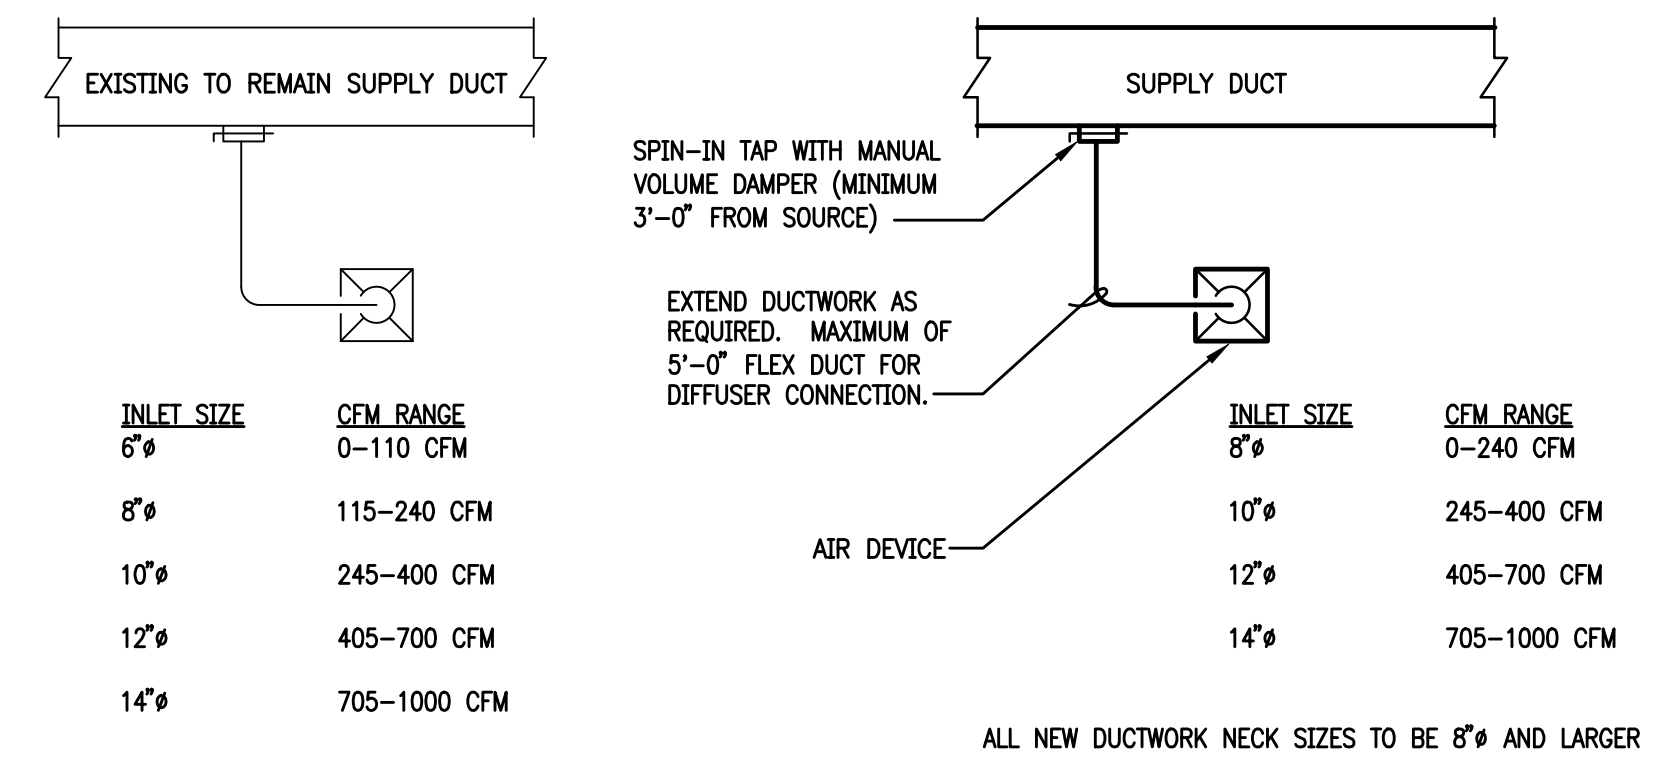 EXISTING TO REMAIN SUPPLY DUCT
INLET SIZE CFM RANGE
6"ø 0-110 CFM
8"ø 115-240 CFM
10"ø 245-400 CFM
12"ø 405-700 CFM
14"ø 705-1000 CFM
SUPPLY DUCT
SPIN-IN TAP WITH MANUAL
VOLUME DAMPER (MINIMUM
3'-0" FROM SOURCE)
EXTEND DUCTWORK AS
REQUIRED. MAXIMUM OF
5'-0" FLEX DUCT FOR
DIFFUSER CONNECTION.
AIR DEVICE
INLET SIZE CFM RANGE
8"ø 0-240 CFM
10"ø 245-400 CFM
12"ø 405-700 CFM
14"ø 705-1000 CFM
ALL NEW DUCTWORK NECK SIZES TO BE 8"ø AND LARGER